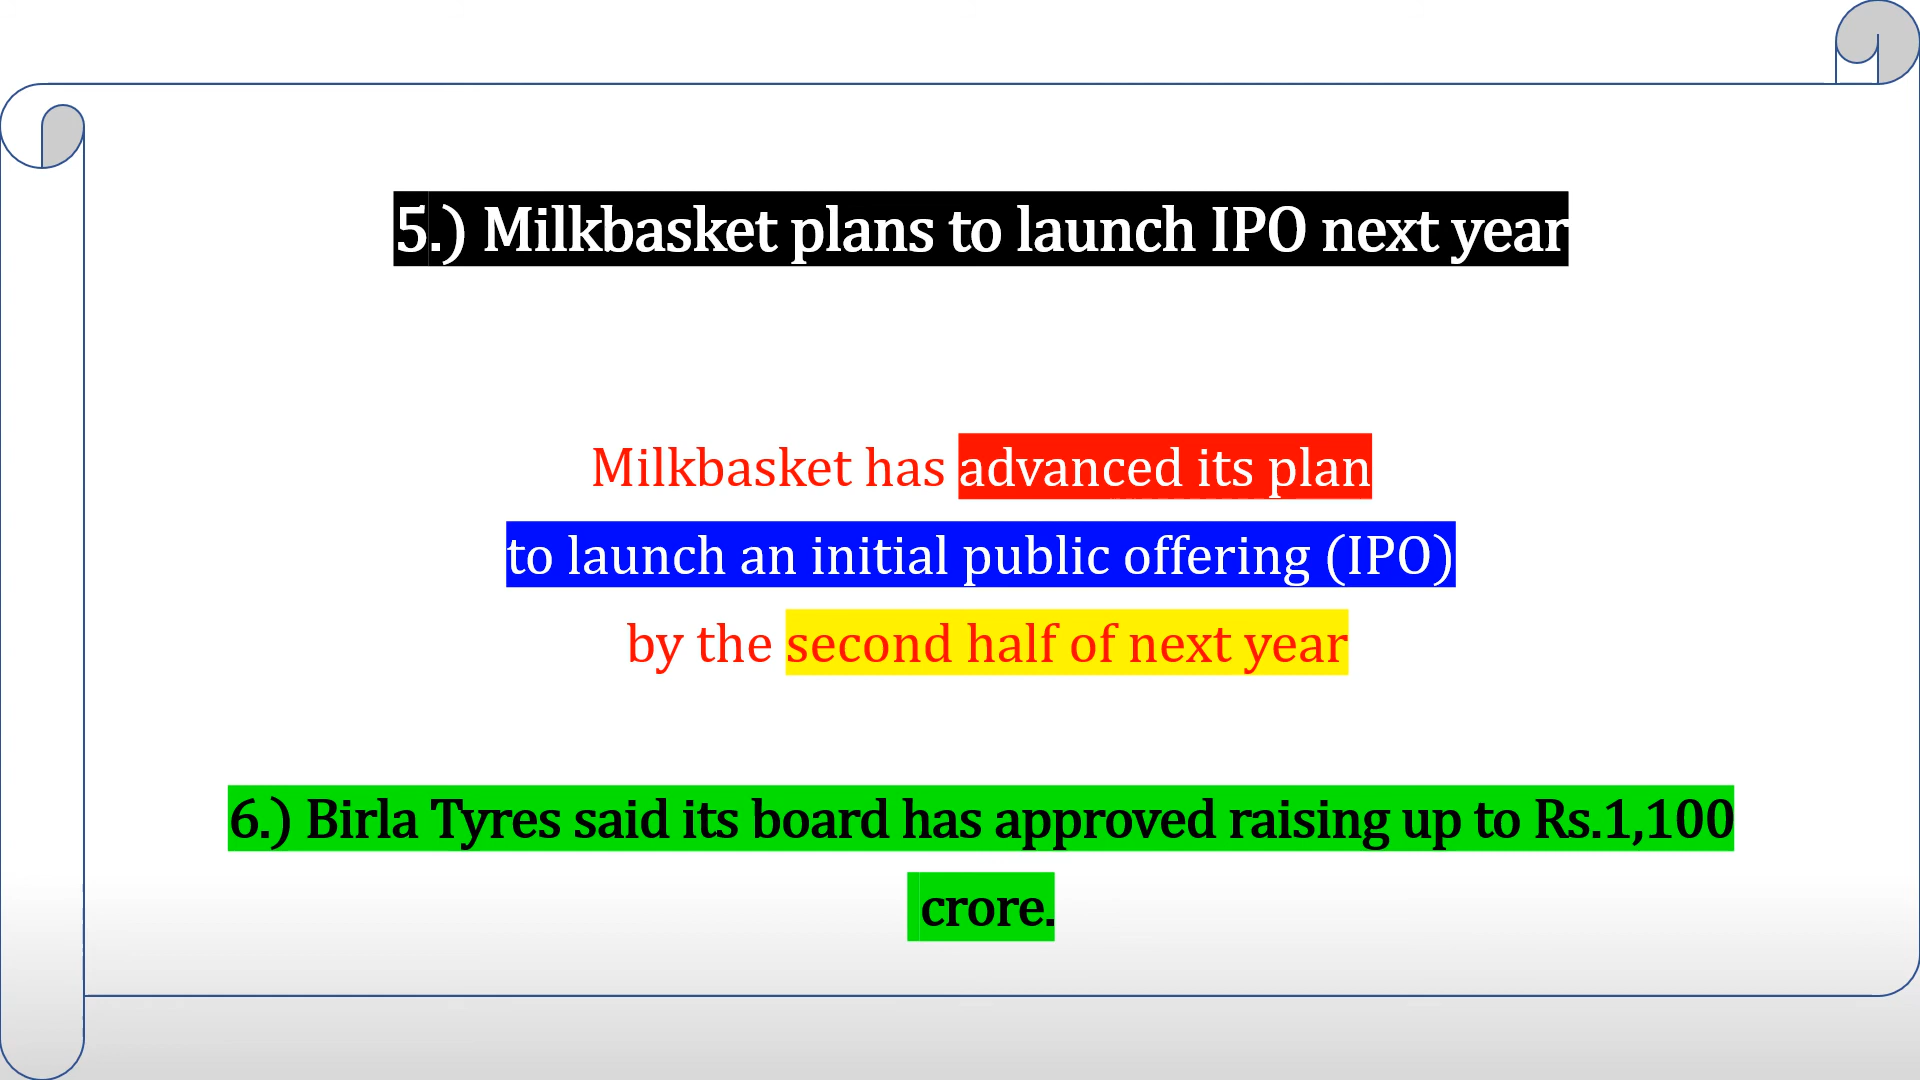 5.) Milkbasket plans to launch IPO next year
Milkbasket has advanced its plan
to launch an initial public offering (IPO)
by the second half of next year
6.) Birla Tyres said its board has approved raising up to Rs.1,100
crore.